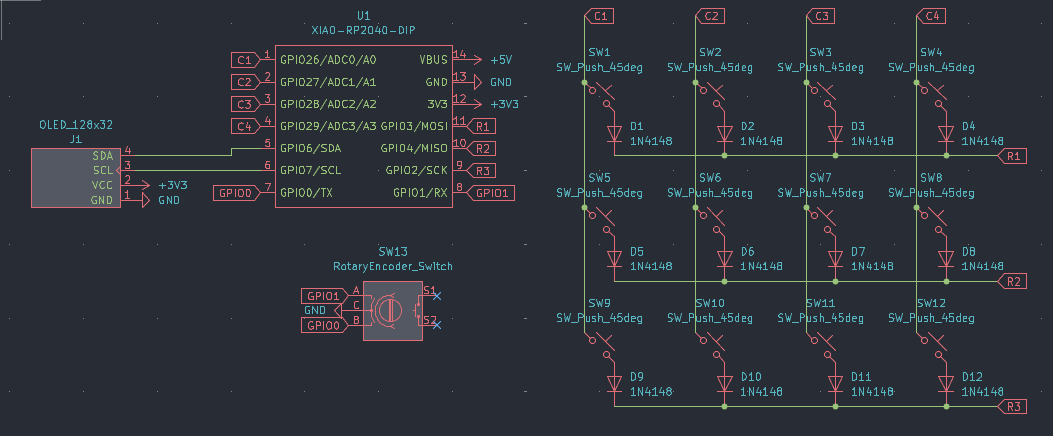 U1
XIAO-RP2040-DIP
C1 1 GPIO26/ADC0/A0 VBUS 14 +5V
C2 2 GPIO27/ADC1/A1 GND 13 GND
C3 3 GPIO28/ADC2/A2 3V3 12 +3V3
C4 4 GPIO29/ADC3/A3 GPIO3/MOSI 11 R1
5 GPIO6/SDA GPIO4/MISO 10 R2
6 GPIO7/SCL GPIO2/SCK 9 R3
GPIO0 7 GPIO0/TX GPIO1/RX 8 GPIO1
OLED_128x32
J1
SDA 4
SCL 3
VCC 2 +3V3
GND 1 GND
SW13
RotaryEncoder_Switch
GPIO1 A S1
GND C
GPIO0 B S2
C1 C2 C3 C4
SW1 SW2 SW3 SW4
SW_Push_45deg SW_Push_45deg SW_Push_45deg SW_Push_45deg
D1 D2 D3 D4
1N4148 1N4148 1N4148 1N4148
R1
SW5 SW6 SW7 SW8
SW_Push_45deg SW_Push_45deg SW_Push_45deg SW_Push_45deg
D5 D6 D7 D8
1N4148 1N4148 1N4148 1N4148
R2
SW9 SW10 SW11 SW12
SW_Push_45deg SW_Push_45deg SW_Push_45deg SW_Push_45deg
D9 D10 D11 D12
1N4148 1N4148 1N4148 1N4148
R3